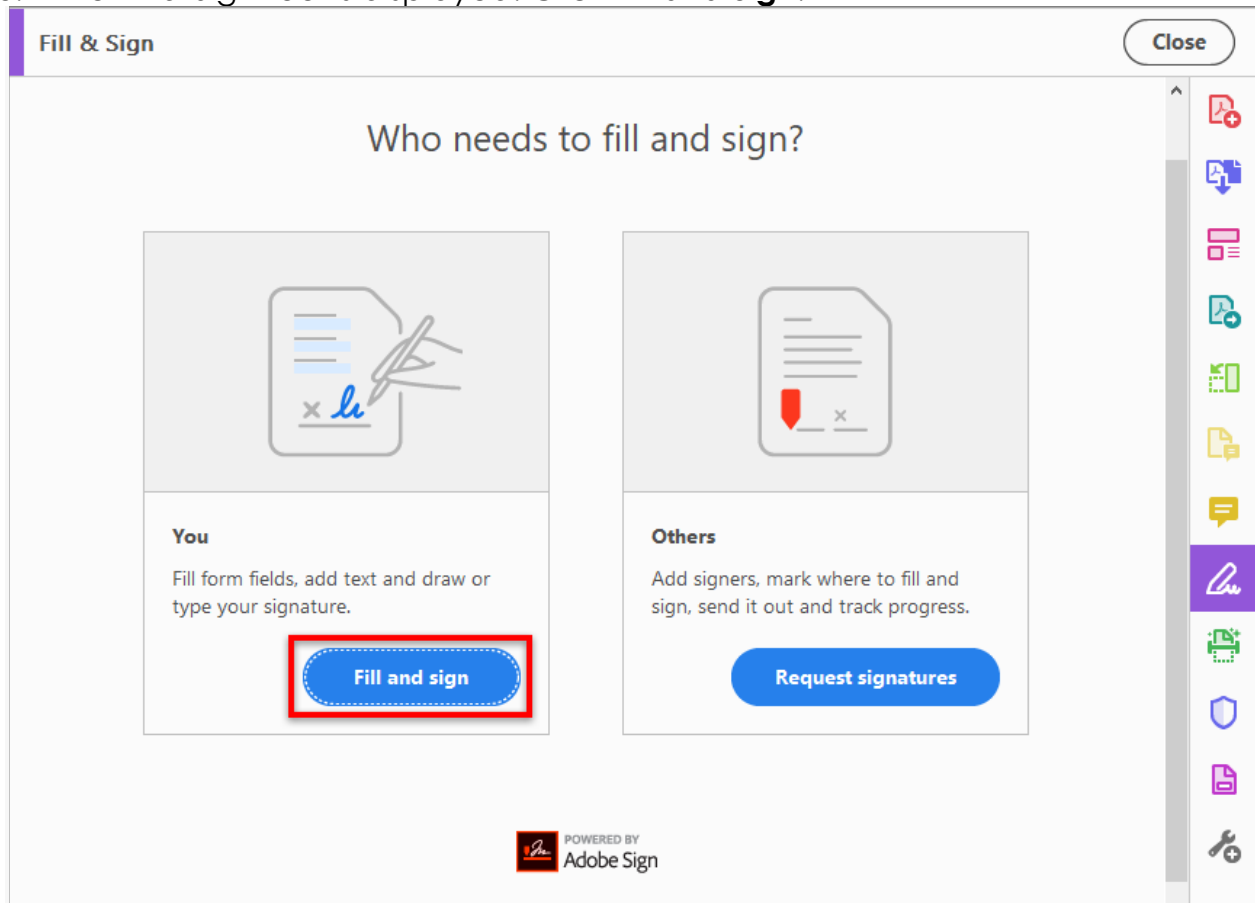 Fill & Sign
Close
Who needs to fill and sign?
You
Fill form fields, add text and draw or
type your signature.
Fill and sign
Others
Add signers, mark where to fill and
sign, send it out and track progress.
Request signatures
POWERED BY
Adobe Sign